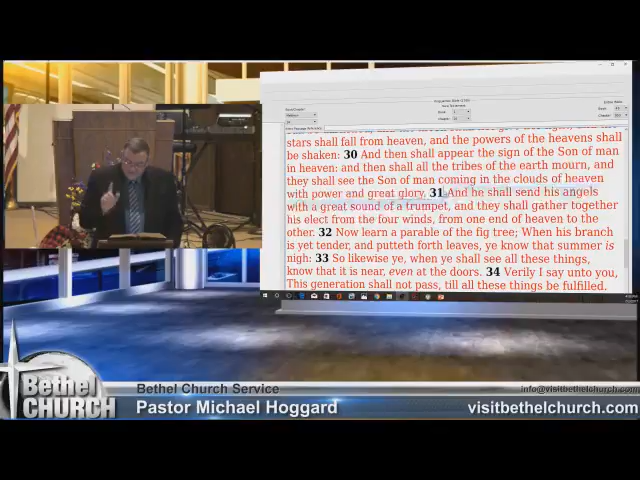 stars shall fall from heaven, and the powers of the heavens shall
be shaken: 30 And then shall appear the sign of the Son of man
in heaven: and then shall all the tribes of the earth mourn, and
they shall see the Son of man coming in the clouds of heaven
with power and great glory. 31 And he shall send his angels
with a great sound of a trumpet, and they shall gather together
his elect from the four winds, from one end of heaven to the
other. 32 Now learn a parable of the fig tree; When his branch
is yet tender, and putteth forth leaves, ye know that summer is
nigh: 33 So likewise ye, when ye shall see all these things,
know that it is near, even at the doors. 34 Verily I say unto you,
This generation shall not pass, till all these things be fulfilled.
Bethel
CHURCH
Bethel Church Service
info@visitbethelchurch.com
Pastor Michael Hoggard
visitbethelchurch.com